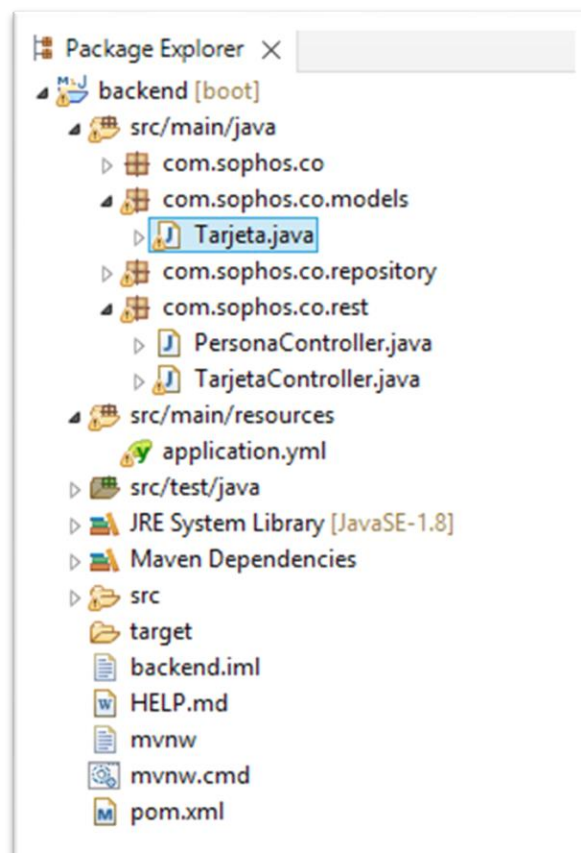 Package Explorer
backend [boot]
src/main/java
com.sophos.co
com.sophos.co.models
Tarjeta.java
com.sophos.co.repository
com.sophos.co.rest
PersonaController.java
TarjetaController.java
src/main/resources
application.yml
src/test/java
JRE System Library [JavaSE-1.8]
Maven Dependencies
src
target
backend.iml
HELP.md
mvnw
mvnw.cmd
pom.xml